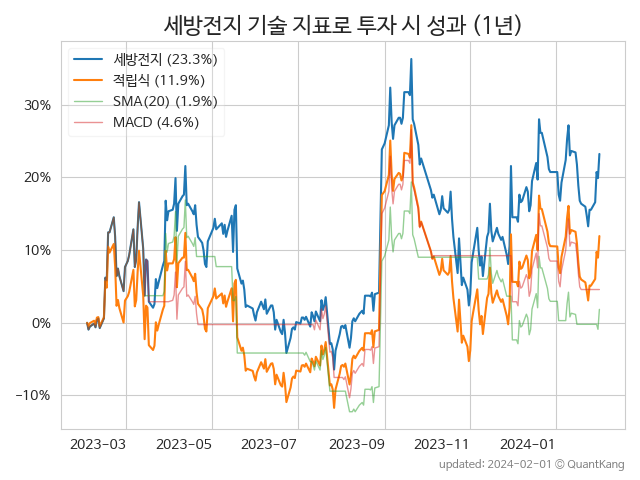 세방전지 기술 지표로 투자 시 성과 (1년)
세방전지 (23.3%)
적립식 (11.9%)
SMA(20) (1.9%)
MACD (4.6%)
30%
20%
10%
0%
−10%
2023-03 2023-05 2023-07 2023-09 2023-11 2024-01
updated: 2024-02-01 © QuantKang